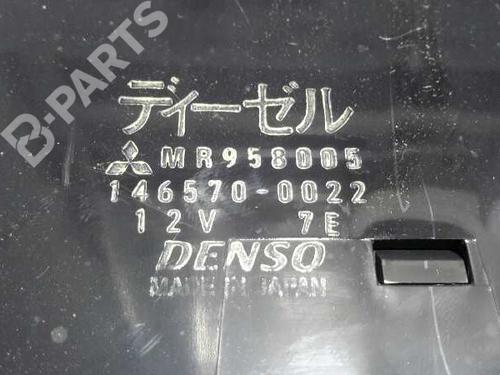 B-PARTS
ディーゼル
MR958005
146570-0022
12V 7E
DENSO
MADE IN JAPAN